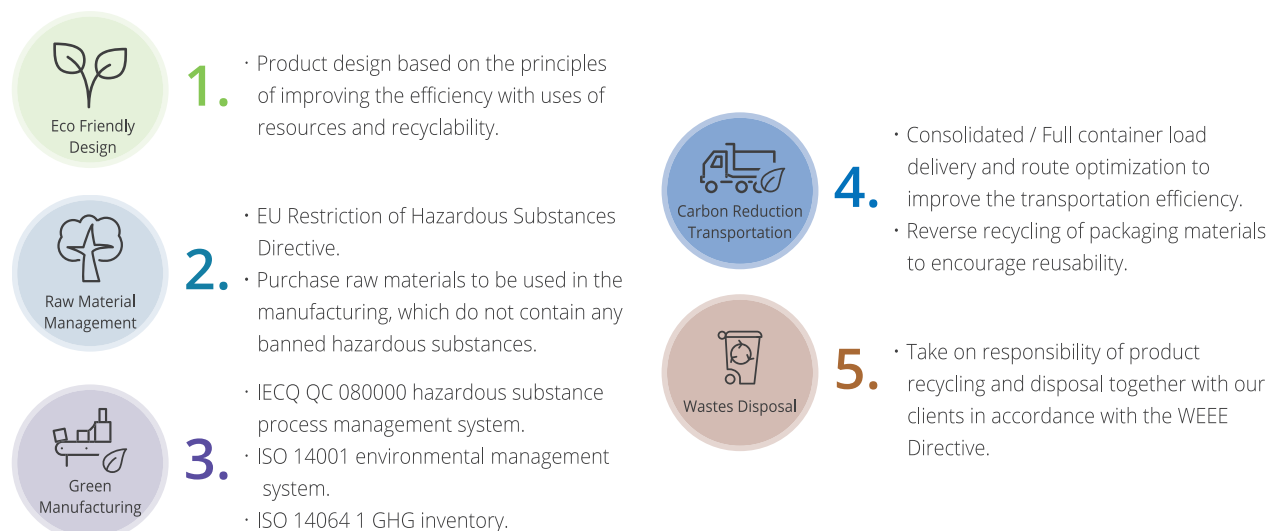 Eco Friendly
Design
1.
· Product design based on the principles
of improving the efficiency with uses of
resources and recyclability.
Raw Material
Management
2.
· EU Restriction of Hazardous Substances
Directive.
· Purchase raw materials to be used in the
manufacturing, which do not contain any
banned hazardous substances.
Green
Manufacturing
3.
· IECQ QC 080000 hazardous substance
process management system.
· ISO 14001 environmental management
system.
· ISO 14064 1 GHG inventory.
Carbon Reduction
Transportation
4.
· Consolidated / Full container load
delivery and route optimization to
improve the transportation efficiency.
· Reverse recycling of packaging materials
to encourage reusability.
Wastes Disposal
5.
· Take on responsibility of product
recycling and disposal together with our
clients in accordance with the WEEE
Directive.